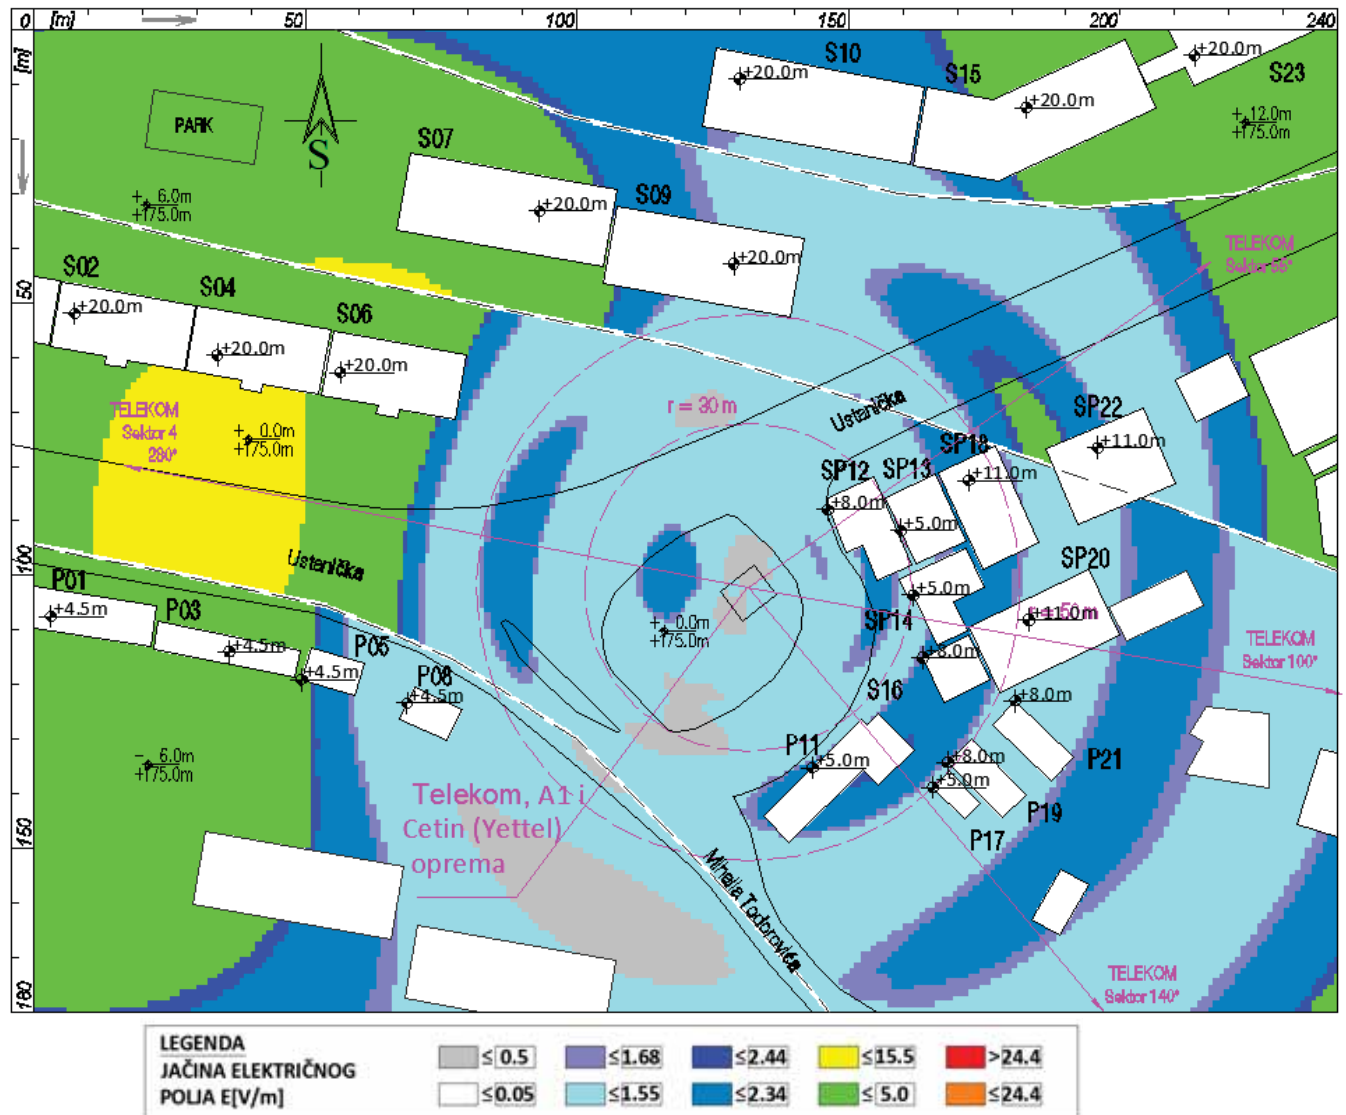 0 [m] 50 100 150 200 240
[m]
50
100
150
180
S10
+20.0m
S15
+20.0m
+20.0m
S23
+12.0m
+175.0m
PARK
S
S07
+20.0m
S09
+20.0m
+ 6.0m
+175.0m
TELEKOM
Sektor 55°
S02
+20.0m
S04
+20.0m
S06
+20.0m
r = 30 m
Ustanička
TELEKOM
Sektor 4
280°
+ 0.0m
+175.0m
SP22
+11.0m
SP18
+11.0m
SP13
+5.0m
SP12
+8.0m
Ustanička
SP20
+11.0m
r = 50 m
+5.0m
SP14
+8.0m
P01
+4.5m
P03
+4.5m
P05
+4.5m
P08
+4.5m
+ 0.0m
+175.0m
TELEKOM
Sektor 100°
S16
+8.0m
P11
+5.0m
+8.0m
+5.0m
P21
P19
P17
− 6.0m
+175.0m
Telekom, A1 i
Cetin (Yettel)
oprema
Mihajla Todorovića
TELEKOM
Sektor 140°
LEGENDA
JAČINA ELEKTRIČNOG
POLJA E[V/m]
≤ 0.5 ≤1.68 ≤2.44 ≤15.5 >24.4
≤0.05 ≤1.55 ≤2.34 ≤ 5.0 ≤24.4